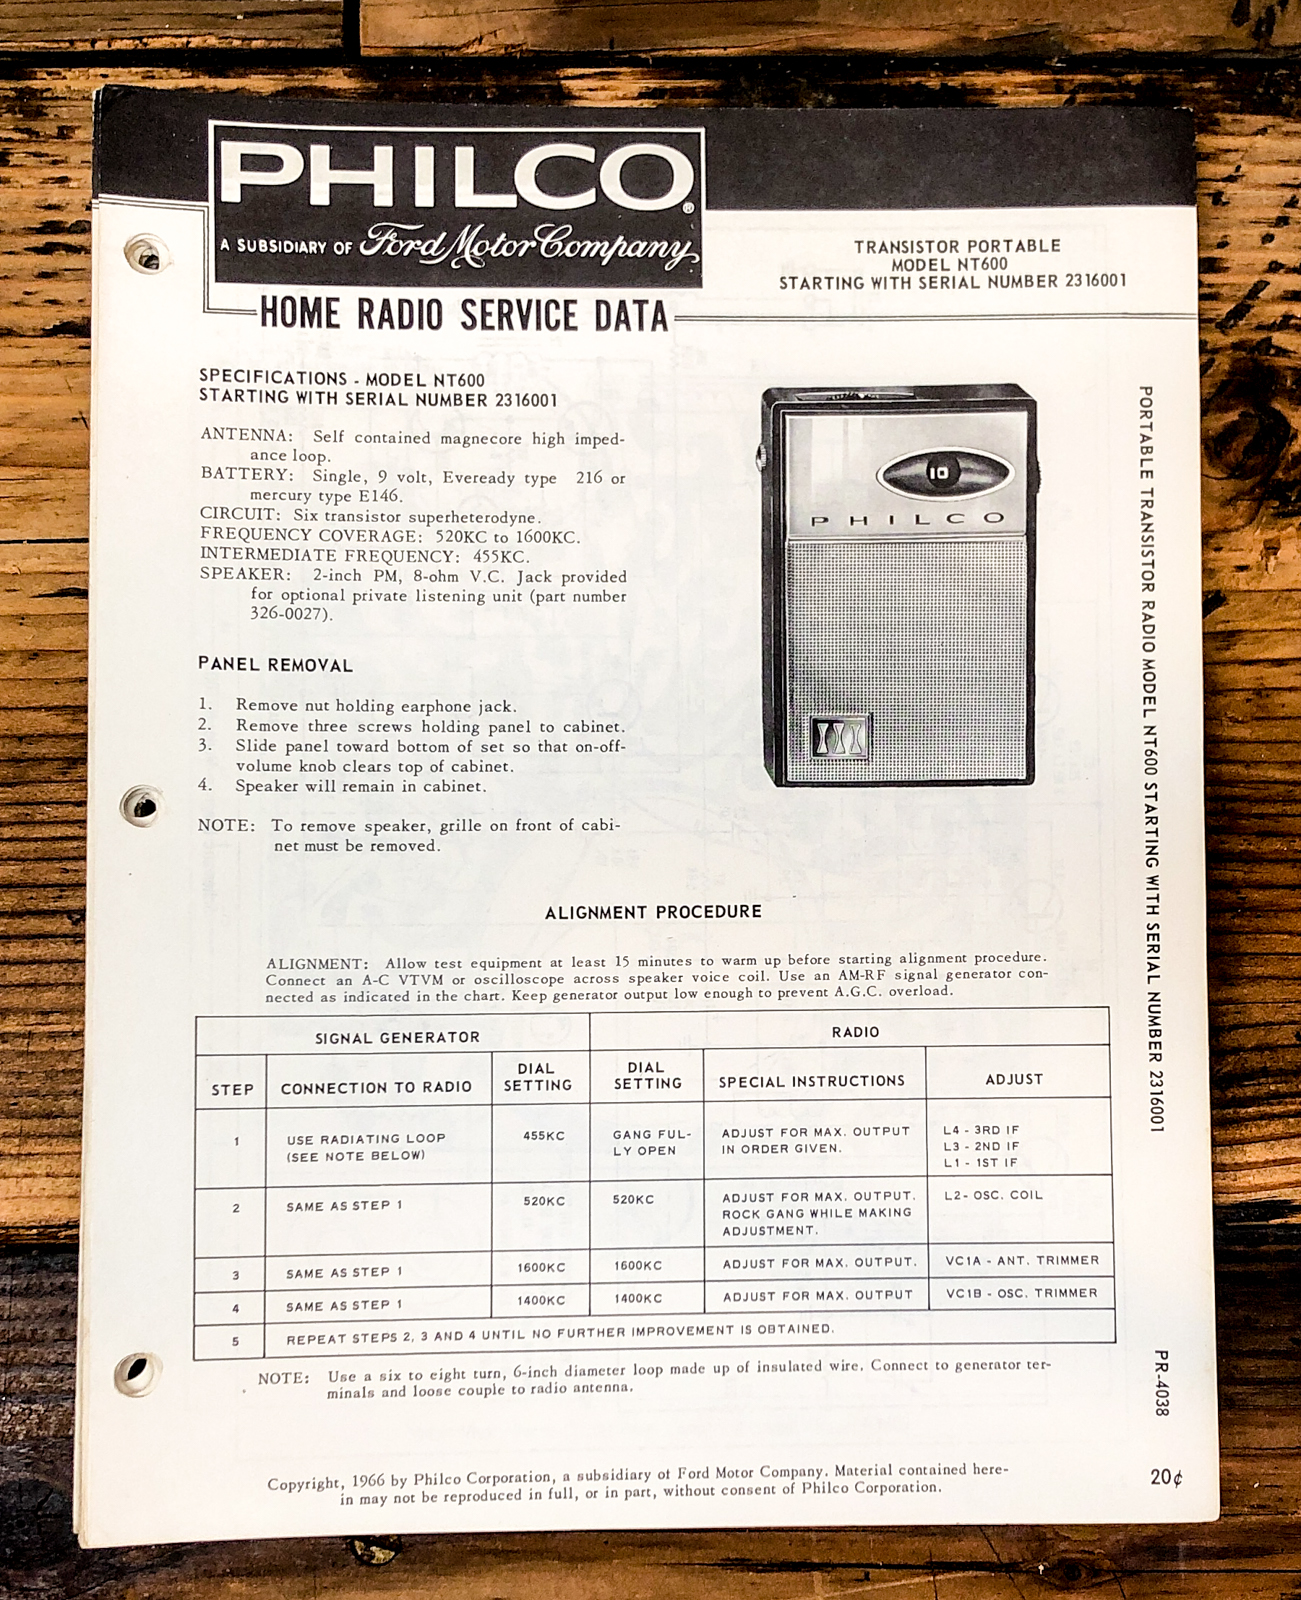 PHILCO®
A SUBSIDIARY OF Ford Motor Company,
HOME RADIO SERVICE DATA
TRANSISTOR PORTABLE
MODEL NT600
STARTING WITH SERIAL NUMBER 2316001
SPECIFICATIONS - MODEL NT600
STARTING WITH SERIAL NUMBER 2316001
ANTENNA: Self contained magnecore high imped-
ance loop.
BATTERY: Single, 9 volt, Eveready type 216 or
mercury type E146.
CIRCUIT: Six transistor superheterodyne.
FREQUENCY COVERAGE: 520KC to 1600KC.
INTERMEDIATE FREQUENCY: 455KC.
SPEAKER: 2-inch PM, 8-ohm V.C. Jack provided
for optional private listening unit (part number
326-0027).
PANEL REMOVAL
1. Remove nut holding earphone jack.
2. Remove three screws holding panel to cabinet.
3. Slide panel toward bottom of set so that on-off-
volume knob clears top of cabinet.
4. Speaker will remain in cabinet.
NOTE: To remove speaker, grille on front of cabi-
net must be removed.
10
PHILCO
PORTABLE TRANSISTOR RADIO MODEL NT600 STARTING WITH SERIAL NUMBER 2316001
ALIGNMENT PROCEDURE
ALIGNMENT: Allow test equipment at least 15 minutes to warm up before starting alignment procedure.
Connect an A-C VTVM or oscilloscope across speaker voice coil. Use an AM-RF signal generator con-
nected as indicated in the chart. Keep generator output low enough to prevent A.G.C. overload.
SIGNAL GENERATOR RADIO
STEP CONNECTION TO RADIO DIAL SETTING DIAL SETTING SPECIAL INSTRUCTIONS ADJUST
1 USE RADIATING LOOP 455KC GANG FUL- ADJUST FOR MAX. OUTPUT L4 - 3RD IF
(SEE NOTE BELOW) LY OPEN IN ORDER GIVEN. L3 - 2ND IF
L1 - 1ST IF
2 SAME AS STEP 1 520KC 520KC ADJUST FOR MAX. OUTPUT. L2- OSC. COIL
ROCK GANG WHILE MAKING
ADJUSTMENT.
3 SAME AS STEP 1 1600KC 1600KC ADJUST FOR MAX. OUTPUT. VC1A - ANT. TRIMMER
4 SAME AS STEP 1 1400KC 1400KC ADJUST FOR MAX. OUTPUT VC1B - OSC. TRIMMER
5 REPEAT STEPS 2, 3 AND 4 UNTIL NO FURTHER IMPROVEMENT IS OBTAINED.
NOTE: Use a six to eight turn, 6-inch diameter loop made up of insulated wire. Connect to generator ter-
minals and loose couple to radio antenna.
PR-4038
Copyright, 1966 by Philco Corporation, a subsidiary of Ford Motor Company. Material contained here-
in may not be reproduced in full, or in part, without consent of Philco Corporation.
20¢